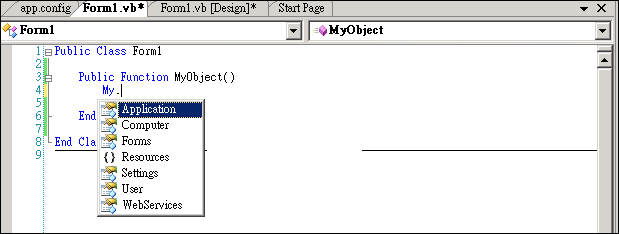 app.config Form1.vb* Form1.vb [Design]* Start Page
Form1 MyObject
1 Public Class Form1
2
3 Public Function MyObject()
4 My.
5
6 End
7
8 End Cla
9
Application
Computer
Forms
{} Resources
Settings
User
WebServices